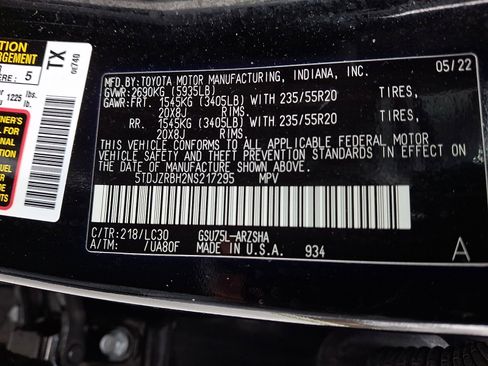 MFD. BY: TOYOTA MOTOR MANUFACTURING, INDIANA, INC. 05/22
GVWR: 2690KG (5935LB)
GAWR: FRT. 1545KG (3405LB) WITH 235/55R20
20X8J RIMS.
RR. 1545KG (3405LB) WITH 235/55R20
20X8J RIMS.
THIS VEHICLE CONFORMS TO ALL APPLICABLE FEDERAL MOTOR
VEHICLE SAFETY AND THEFT PREVENTION STANDARDS IN EFFECT ON
THE DATE OF MANUFACTURE SHOWN ABOVE.
5TDJZRBH2NS217295 MPV
C/TR: 218/LC30 GSU75L-ARZSHA
A/TM: /UA80F MADE IN U.S.A. 934 A
TX
5
1225 lb.